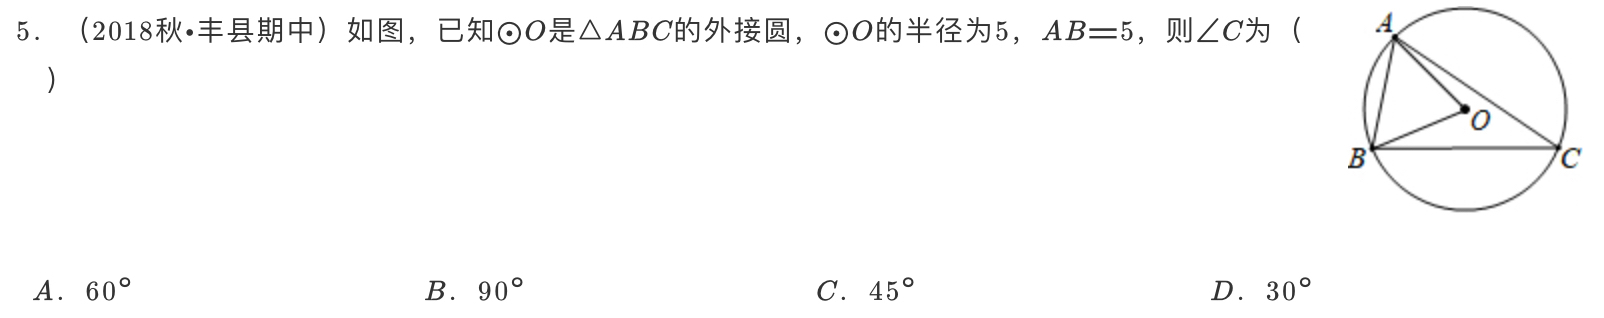 5. （2018秋•丰县期中）如图，已知⊙O是△ABC的外接圆，⊙O的半径为5，AB=5，则∠C为（
）
A
O
B
C
A. 60°
B. 90°
C. 45°
D. 30°